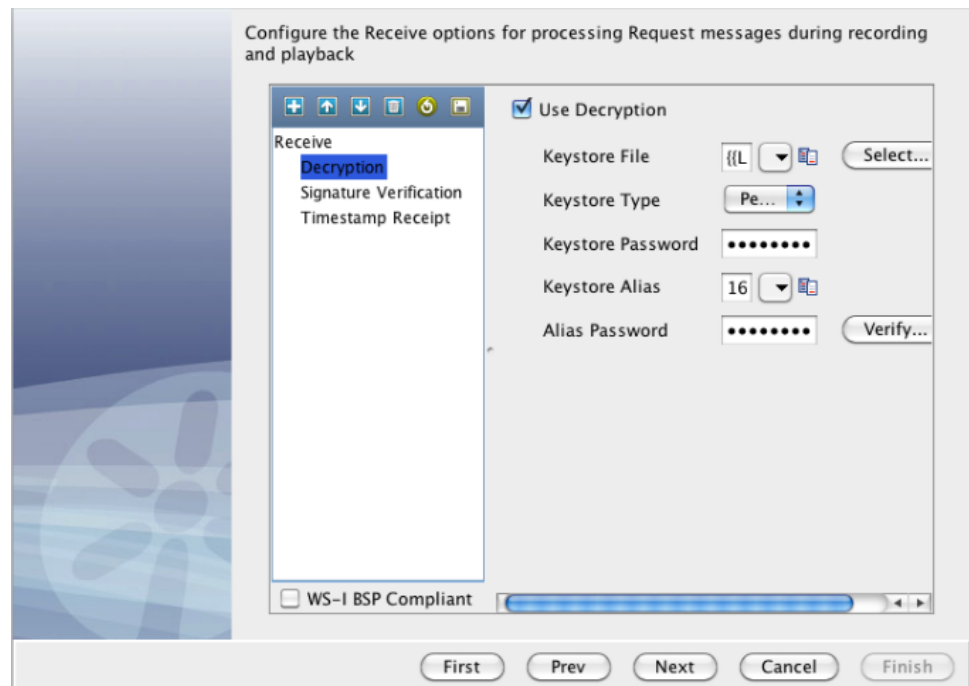 Configure the Receive options for processing Request messages during recording
and playback
Receive
Decryption
Signature Verification
Timestamp Receipt
WS-I BSP Compliant
Use Decryption
Keystore File {{L Select...
Keystore Type Pe...
Keystore Password ••••••••
Keystore Alias 16
Alias Password ••••••••  Verify...
First Prev Next Cancel Finish